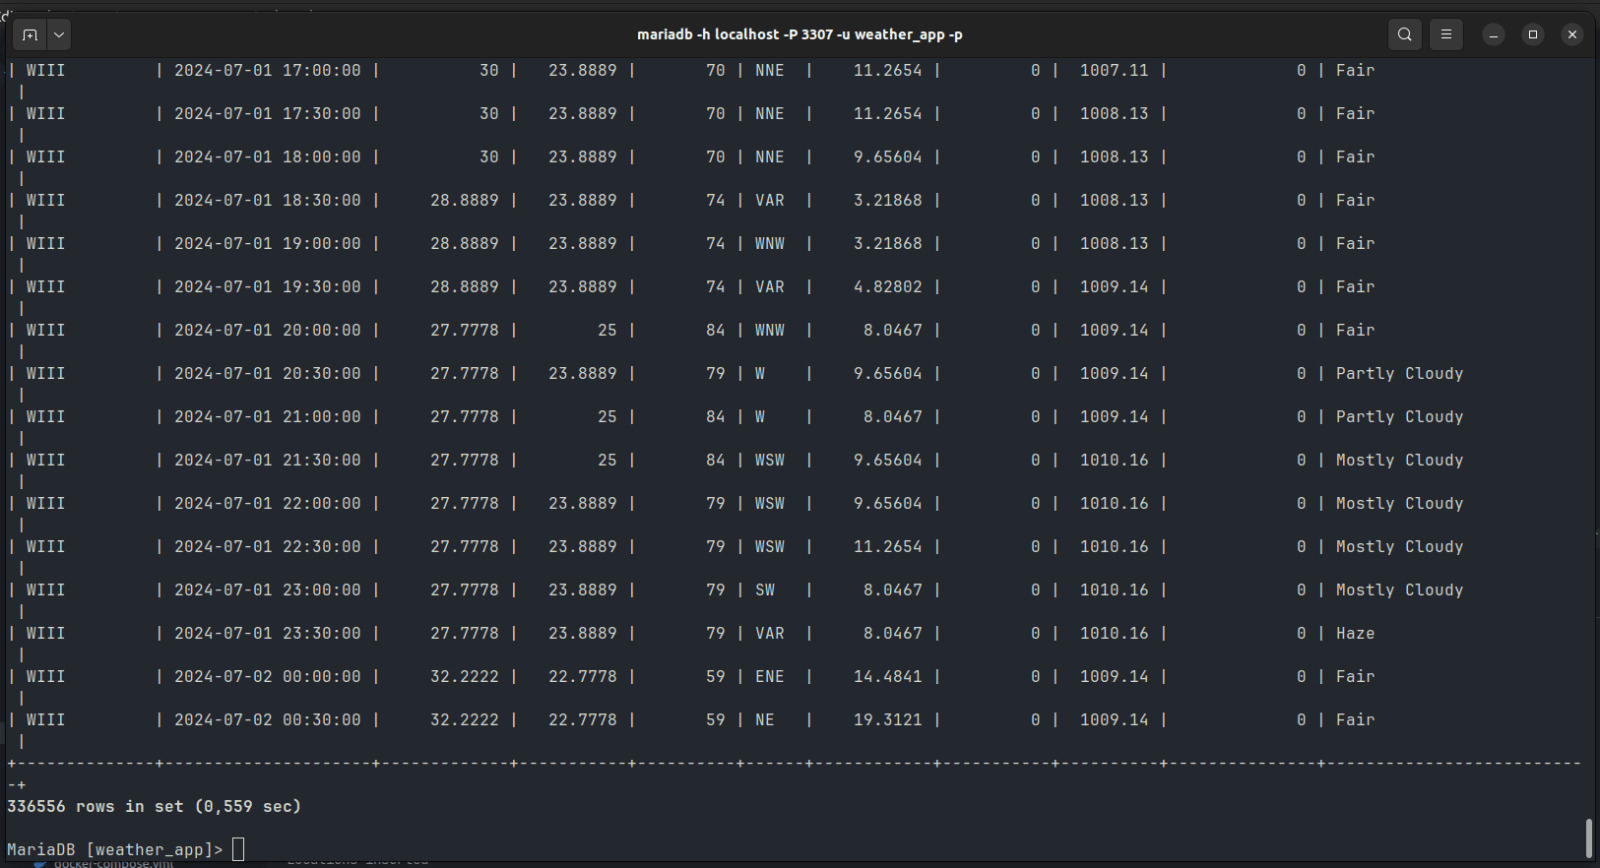 mariadb -h localhost -P 3307 -u weather_app -p
| WIII         | 2024-07-01 17:00:00 |          30 |   23.8889 |       70 | NNE  |    11.2654 |         0 |  1007.11 |             0 | Fair
 |
| WIII         | 2024-07-01 17:30:00 |          30 |   23.8889 |       70 | NNE  |    11.2654 |         0 |  1008.13 |             0 | Fair
 |
| WIII         | 2024-07-01 18:00:00 |          30 |   23.8889 |       70 | NNE  |    9.65604 |         0 |  1008.13 |             0 | Fair
 |
| WIII         | 2024-07-01 18:30:00 |     28.8889 |   23.8889 |       74 | VAR  |    3.21868 |         0 |  1008.13 |             0 | Fair
 |
| WIII         | 2024-07-01 19:00:00 |     28.8889 |   23.8889 |       74 | WNW  |    3.21868 |         0 |  1008.13 |             0 | Fair
 |
| WIII         | 2024-07-01 19:30:00 |     28.8889 |   23.8889 |       74 | VAR  |    4.82802 |         0 |  1009.14 |             0 | Fair
 |
| WIII         | 2024-07-01 20:00:00 |     27.7778 |        25 |       84 | WNW  |     8.0467 |         0 |  1009.14 |             0 | Fair
 |
| WIII         | 2024-07-01 20:30:00 |     27.7778 |   23.8889 |       79 | W    |    9.65604 |         0 |  1009.14 |             0 | Partly Cloudy
 |
| WIII         | 2024-07-01 21:00:00 |     27.7778 |        25 |       84 | W    |     8.0467 |         0 |  1009.14 |             0 | Partly Cloudy
 |
| WIII         | 2024-07-01 21:30:00 |     27.7778 |        25 |       84 | WSW  |    9.65604 |         0 |  1010.16 |             0 | Mostly Cloudy
 |
| WIII         | 2024-07-01 22:00:00 |     27.7778 |   23.8889 |       79 | WSW  |    9.65604 |         0 |  1010.16 |             0 | Mostly Cloudy
 |
| WIII         | 2024-07-01 22:30:00 |     27.7778 |   23.8889 |       79 | WSW  |    11.2654 |         0 |  1010.16 |             0 | Mostly Cloudy
 |
| WIII         | 2024-07-01 23:00:00 |     27.7778 |   23.8889 |       79 | SW   |     8.0467 |         0 |  1010.16 |             0 | Mostly Cloudy
 |
| WIII         | 2024-07-01 23:30:00 |     27.7778 |   23.8889 |       79 | VAR  |     8.0467 |         0 |  1010.16 |             0 | Haze
 |
| WIII         | 2024-07-02 00:00:00 |     32.2222 |   22.7778 |       59 | ENE  |    14.4841 |         0 |  1009.14 |             0 | Fair
 |
| WIII         | 2024-07-02 00:30:00 |     32.2222 |   22.7778 |       59 | NE   |    19.3121 |         0 |  1009.14 |             0 | Fair
 |
+--------------+---------------------+-------------+-----------+----------+------+------------+-----------+----------+---------------+--------------------------
-+
336556 rows in set (0,559 sec)
MariaDB [weather_app]>
docker-compose.yml